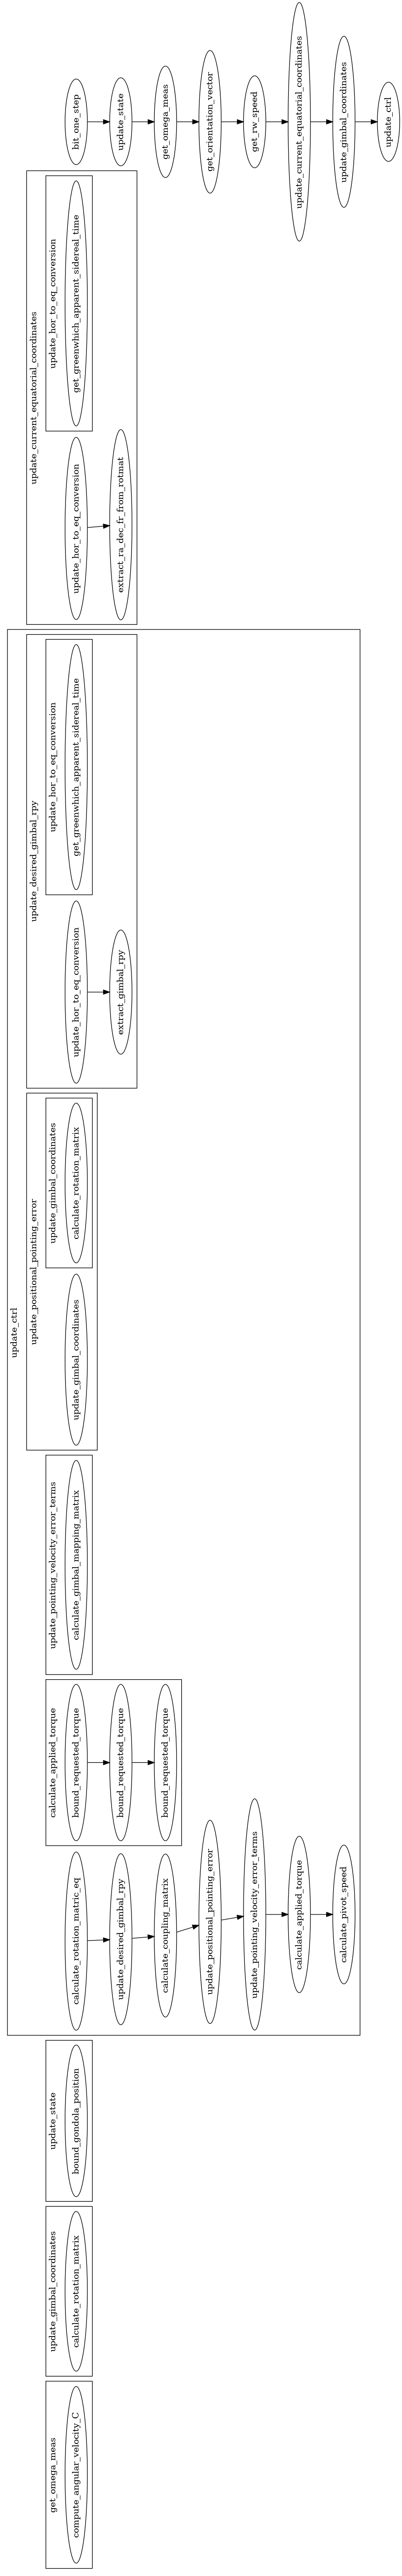 get_omega_meas
compute_angular_velocity_C
update_gimbal_coordinates
calculate_rotation_matrix
update_state
bound_gondola_position
update_ctrl
calculate_rotation_matric_eq
update_desired_gimbal_rpy
calculate_coupling_matrix
update_positional_pointing_error
update_pointing_velocity_error_terms
calculate_applied_torque
calculate_pivot_speed
calculate_applied_torque
bound_requested_torque
bound_requested_torque
bound_requested_torque
update_pointing_velocity_error_terms
calculate_gimbal_mapping_matrix
update_positional_pointing_error
update_gimbal_coordinates
update_gimbal_coordinates
calculate_rotation_matrix
update_desired_gimbal_rpy
update_hor_to_eq_conversion
extract_gimbal_rpy
update_hor_to_eq_conversion
get_greenwhich_apparent_sidereal_time
update_current_equatorial_coordinates
update_hor_to_eq_conversion
extract_ra_dec_fr_from_rotmat
update_hor_to_eq_conversion
get_greenwhich_apparent_sidereal_time
bit_one_step
update_state
get_omega_meas
get_orientation_vector
get_rw_speed
update_current_equatorial_coordinates
update_gimbal_coordinates
update_ctrl